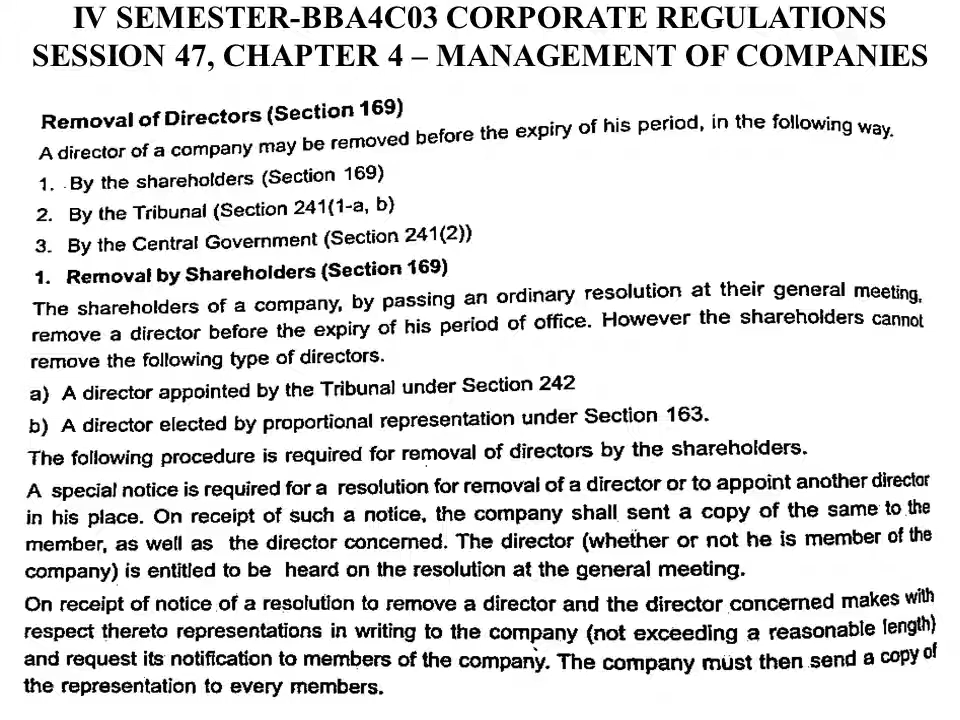 IV SEMESTER-BBA4C03 CORPORATE REGULATIONS
SESSION 47, CHAPTER 4 – MANAGEMENT OF COMPANIES
Removal of Directors (Section 169)
A director of a company may be removed before the expiry of his period, in the following way.
1. By the shareholders (Section 169)
2. By the Tribunal (Section 241(1-a, b)
3. By the Central Government (Section 241(2))
1. Removal by Shareholders (Section 169)
The shareholders of a company, by passing an ordinary resolution at their general meeting,
remove a director before the expiry of his period of office. However the shareholders cannot
remove the following type of directors.
a) A director appointed by the Tribunal under Section 242
b) A director elected by proportional representation under Section 163.
The following procedure is required for removal of directors by the shareholders.
A special notice is required for a resolution for removal of a director or to appoint another director
in his place. On receipt of such a notice, the company shall sent a copy of the same to the
member, as well as the director concerned. The director (whether or not he is member of the
company) is entitled to be heard on the resolution at the general meeting.
On receipt of notice of a resolution to remove a director and the director concerned makes with
respect thereto representations in writing to the company (not exceeding a reasonable length)
and request its notification to members of the company. The company must then send a copy of
the representation to every members.